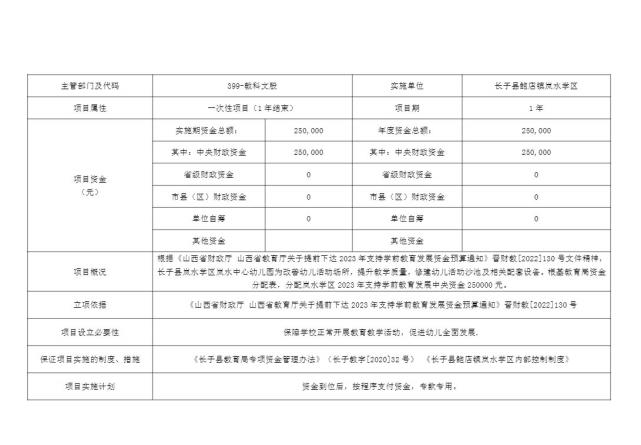 主管部门及代码 399-教科文股 实施单位 长子县鲍店镇岚水学区
项目属性 一次性项目（1年结束） 项目期 1年
项目资金（元） 实施期资金总额： 250,000 年度资金总额： 250,000
其中：中央财政资金 250,000 其中：中央财政资金 250,000
省级财政资金 0 省级财政资金 0
市县（区）财政资金 0 市县（区）财政资金 0
单位自筹 0 单位自筹 0
其他资金 其他资金
项目概况 根据《山西省财政厅 山西省教育厅关于提前下达2023年支持学前教育发展资金预算通知》晋财教[2022]130号文件精神，
长子县岚水学区岚水中心幼儿园为改善幼儿活动场所，提升教学质量，修建幼儿活动沙池及相关配套设备。根基教育局资金
分配表，分配岚水学区2023年支持学前教育发展中央资金250000元。
立项依据 《山西省财政厅 山西省教育厅关于提前下达2023年支持学前教育发展资金预算通知》晋财教[2022]130号
项目设立必要性 保障学校正常开展教育教学活动，促进幼儿全面发展.
保证项目实施的制度、措施 《长子县教育局专项资金管理办法》（长子教字[2020]32号） 《长子县鲍店镇岚水学区内部控制制度》
项目实施计划 资金到位后，按程序支付资金，专款专用。